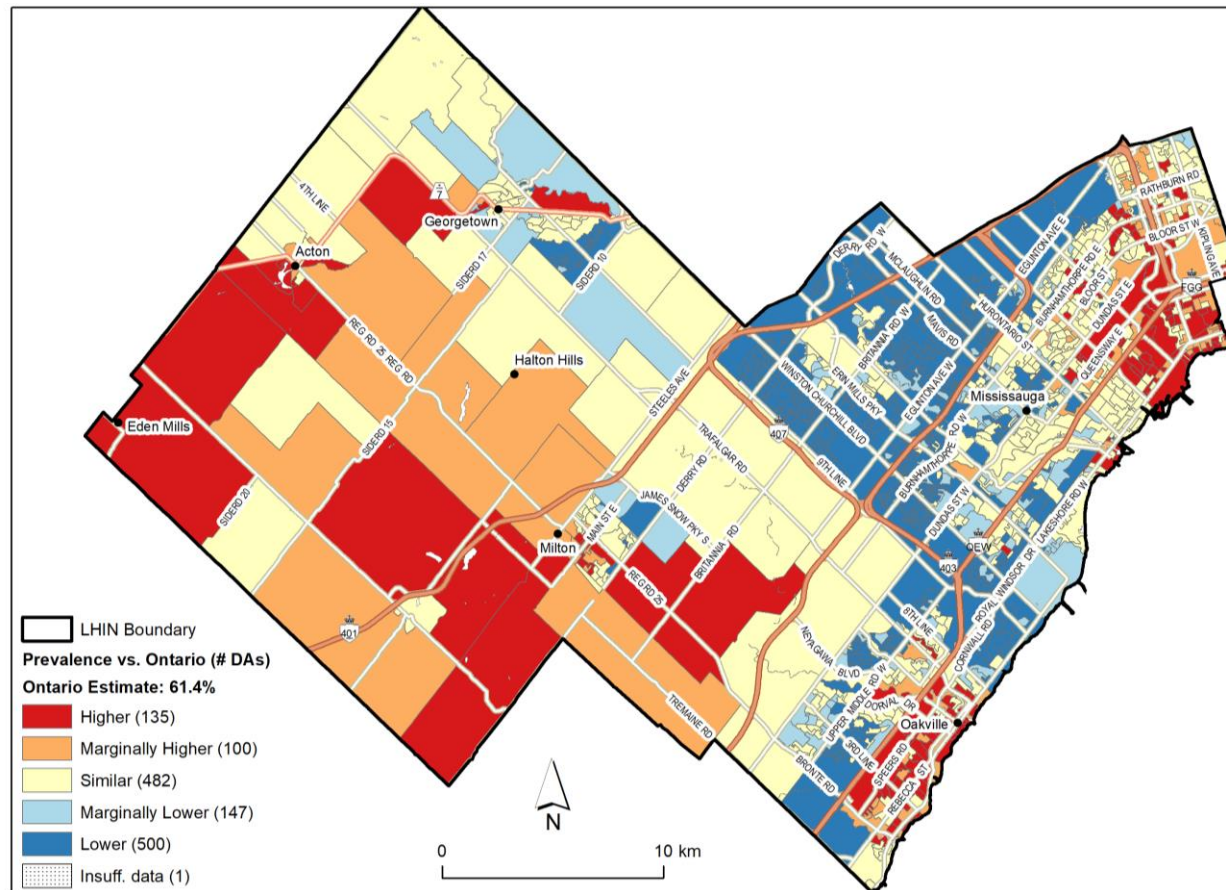 4TH LINE
7
Georgetown
Acton
SIDERD 17
SIDERD 10
REG RD 25 REG RD
Halton Hills
STEELES AVE
Eden Mills
SIDERD 15
SIDERD 20
TRAFALGAR RD
DERRY RD
JAMES SNOW PKY S
MAIN ST E
Milton
BRITANNIA RD
REG RD 25
401
TREMAINE RD
DERRY RD W
MCLAUGHLIN RD
MAVIS RD
BRITANNIA RD W
ERIN MILLS PKY
WINSTON CHURCHILL BLVD
EGLINTON AVE W
EGLINTON AVE E
HURONTARIO ST
BURNHAMTHORPE RD E
RATHBURN RD
BLOOR ST W
BLOOR ST
KIPLING AVE
DUNDAS ST E
FGG
QUEENSWAY E
Mississauga
407
9TH LINE
BURNHAMTHORPE RD W
DUNDAS ST W
QEW
403
LAKESHORE RD W
ROYAL WINDSOR DR
CORNWALL RD
8TH LINE
NEYAGAWA BLVD
UPPER MIDDLE RD W
DORVAL DR
Oakville
3RD LINE
SPEERS RD
REBECCA ST
BRONTE RD
LHIN Boundary
Prevalence vs. Ontario (# DAs)
Ontario Estimate: 61.4%
Higher (135)
Marginally Higher (100)
Similar (482)
Marginally Lower (147)
Lower (500)
Insuff. data (1)
N
0 10 km